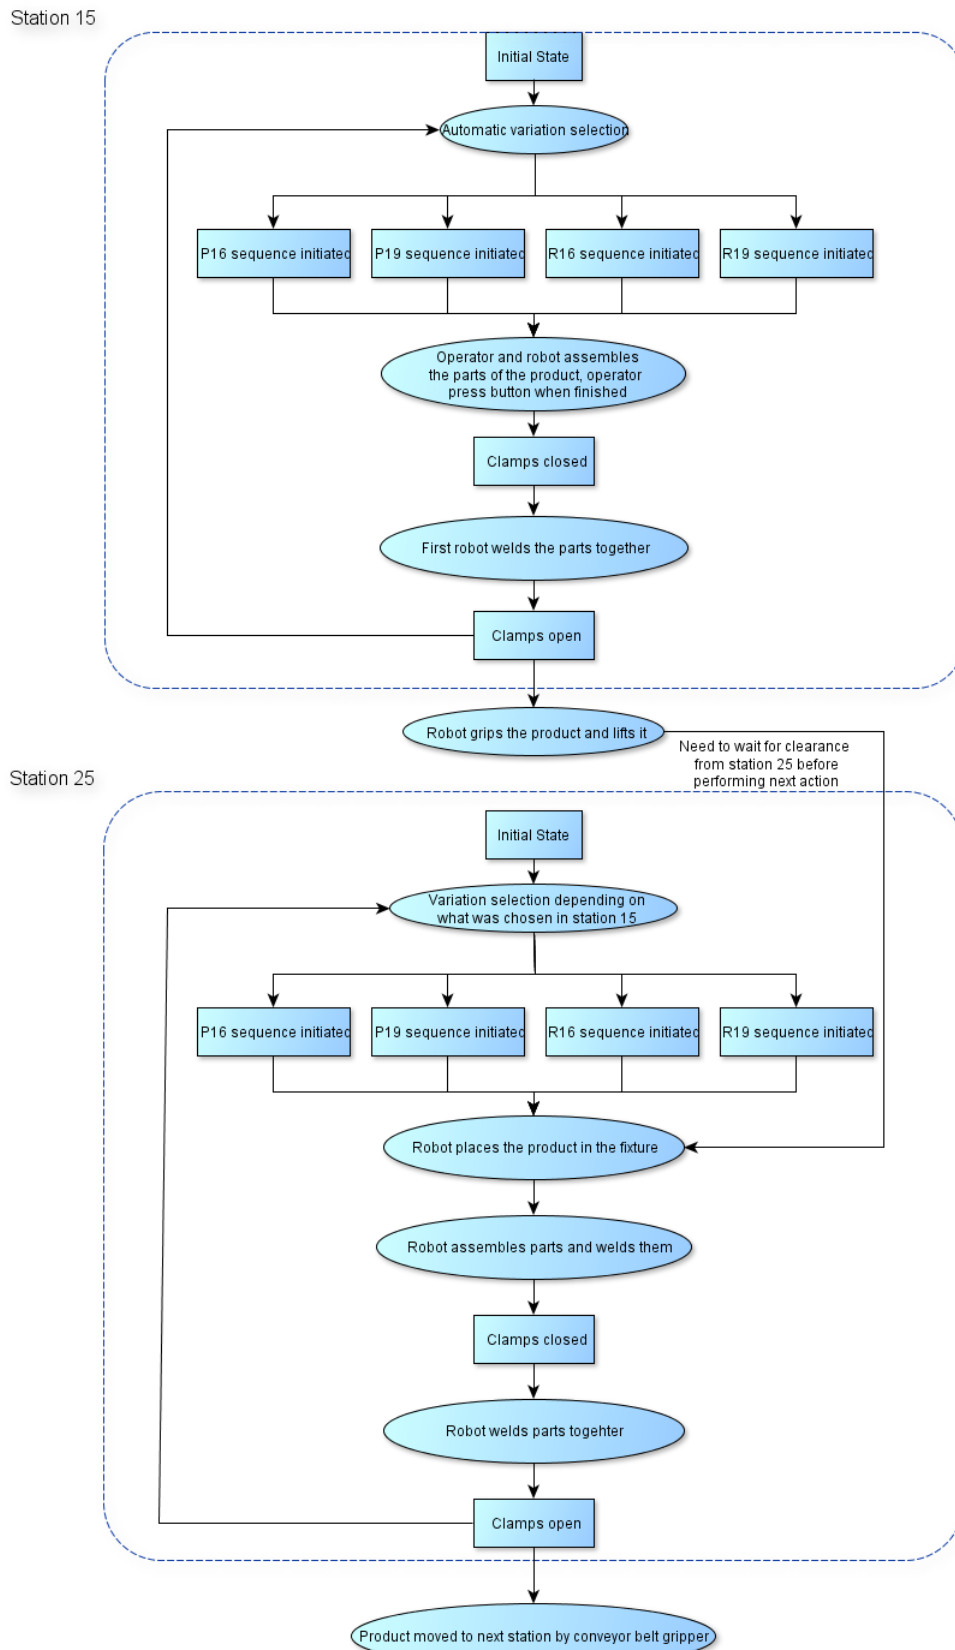 Station 15
Initial State
Automatic variation selection
P16 sequence initiated
P19 sequence initiated
R16 sequence initiated
R19 sequence initiated
Operator and robot assembles
the parts of the product, operator
press button when finished
Clamps closed
First robot welds the parts together
Clamps open
Robot grips the product and lifts it
Need to wait for clearance
from station 25 before
performing next action
Station 25
Initial State
Variation selection depending on
what was chosen in station 15
P16 sequence initiated
P19 sequence initiated
R16 sequence initiated
R19 sequence initiated
Robot places the product in the fixture
Robot assembles parts and welds them
Clamps closed
Robot welds parts togehter
Clamps open
Product moved to next station by conveyor belt gripper